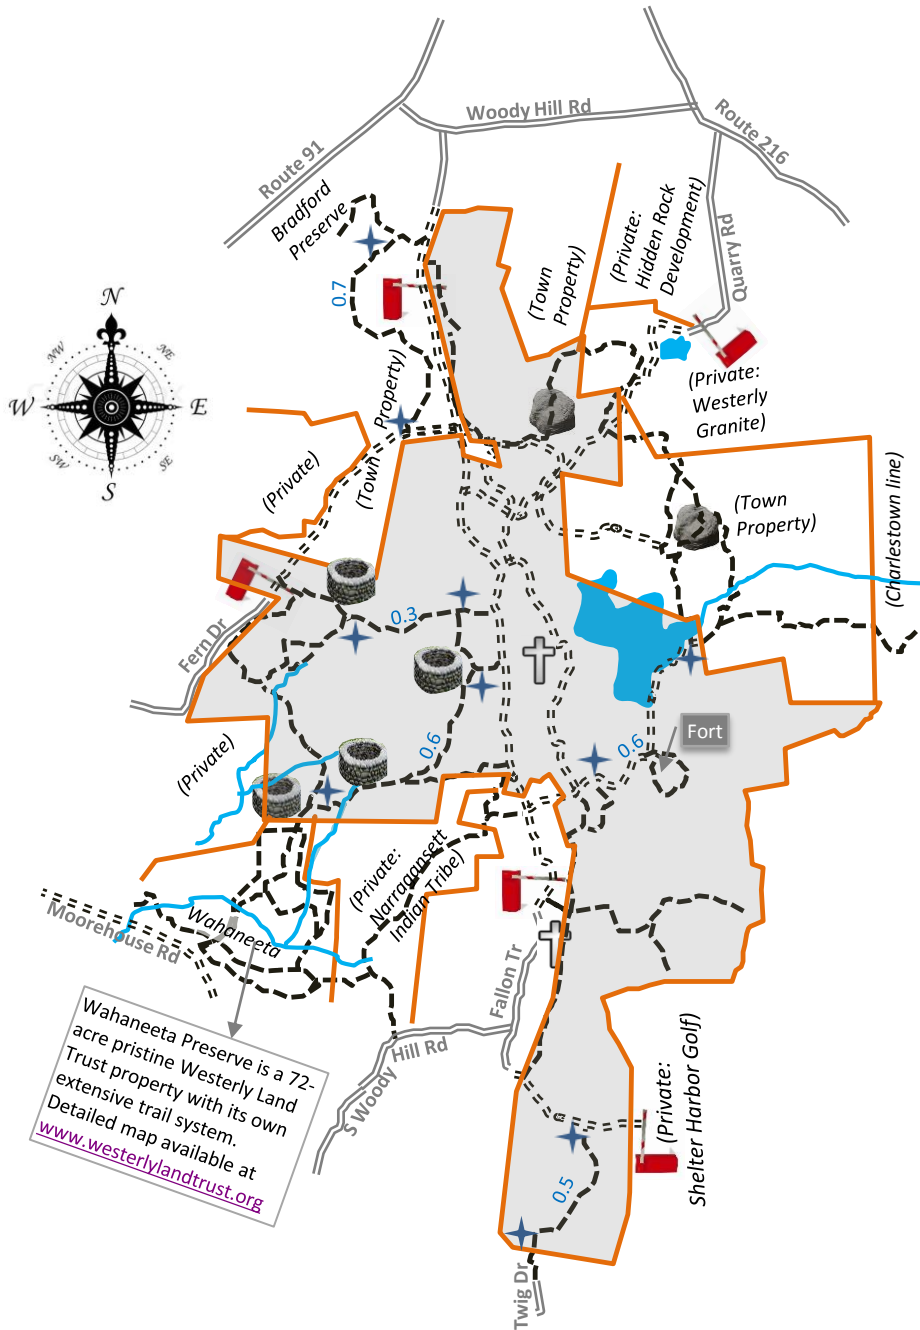 Woody Hill Rd
Route 91
Route 216
Bradford
Preserve
(Private:
Hidden Rock
Development)
Quarry Rd
(Town
Property)
0.7
N
NW
NE
W
E
SW
SE
S
(Private:
Westerly
Granite)
(Town
Property)
(Private)
(Town
Property)
(Charlestown line)
0.3
Fern Dr
0.6
0.6
Fort
(Private)
(Private:
Narragansett
Indian Tribe)
Moorehouse Rd
Wahaneeta
Fallon Tr
S Woody Hill Rd
Wahaneeta Preserve is a 72-
acre pristine Westerly Land
Trust property with its own
extensive trail system.
Detailed map available at
www.westerlylandtrust.org
(Private:
Shelter Harbor Golf)
0.5
Twig Dr